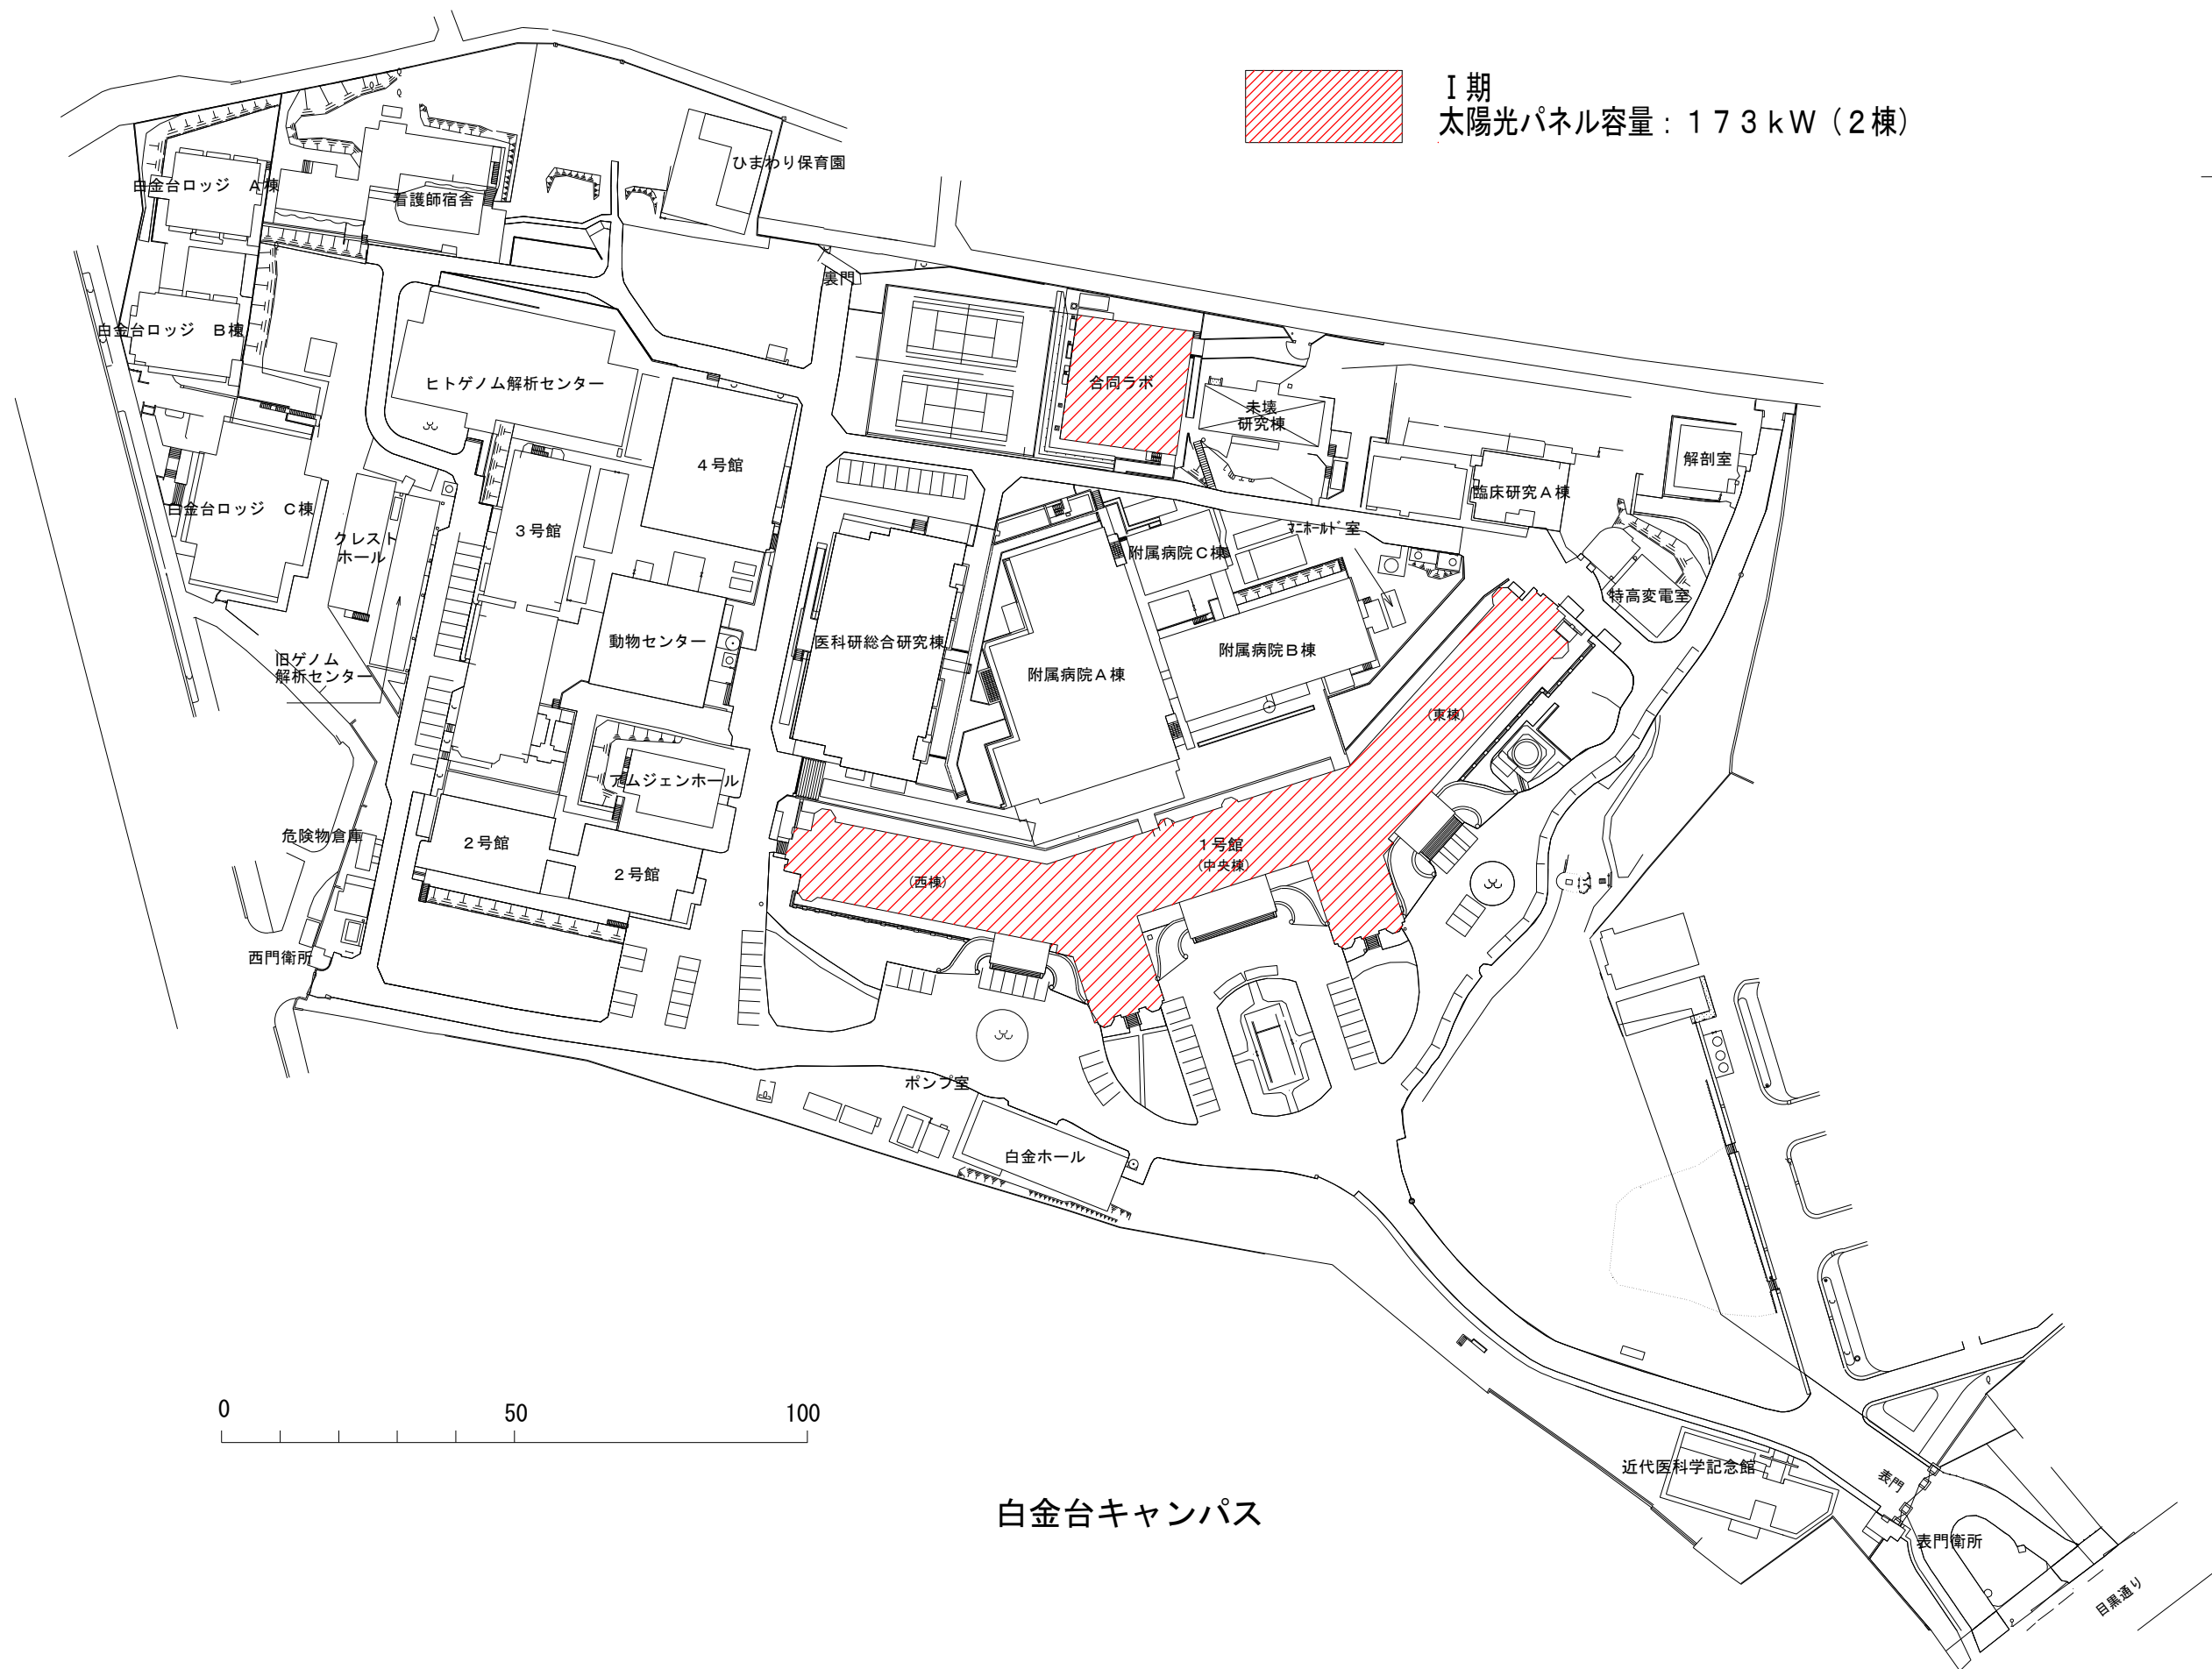 Ⅰ期
太陽光パネル容量：１７３kW（２棟）
ひまわり保育園
白金台ロッジ　A棟
看護師宿舎
裏門
白金台ロッジ　B棟
ヒトゲノム解析センター
合同ラボ
未壊
研究棟
４号館
解剖室
臨床研究A棟
白金台ロッジ　C棟
クレスト
ホール
３号館
ﾏﾆﾎｰﾙﾄﾞ室
附属病院C棟
特高変電室
動物センター
医科研総合研究棟
附属病院B棟
附属病院A棟
旧ゲノム
解析センター
(東棟)
アムジェンホール
危険物倉庫
２号館
２号館
１号館
(中央棟)
(西棟)
西門衛所
ポンプ室
白金ホール
0
50
100
近代医科学記念館
表門
白金台キャンパス
表門衛所
目黒通り